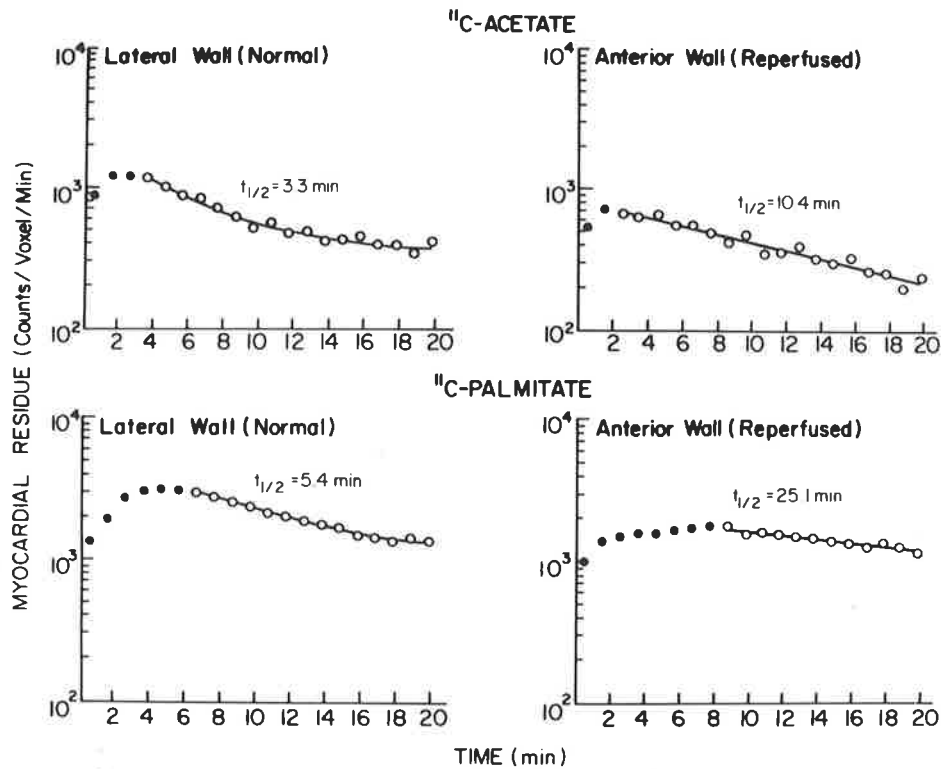 ¹¹C-ACETATE
Lateral Wall (Normal)
Anterior Wall (Reperfused)
10⁴
10³
10²
t1/2 = 3.3 min
2 4 6 8 10 12 14 16 18 20
10⁴
10³
10²
t1/2 = 10.4 min
2 4 6 8 10 12 14 16 18 20
MYOCARDIAL RESIDUE (Counts/Voxel/Min)
¹¹C-PALMITATE
Lateral Wall (Normal)
Anterior Wall (Reperfused)
10⁴
10³
10²
t1/2 = 5.4 min
2 4 6 8 10 12 14 16 18 20
10⁴
10³
10²
t1/2 = 25.1 min
2 4 6 8 10 12 14 16 18 20
TIME (min)